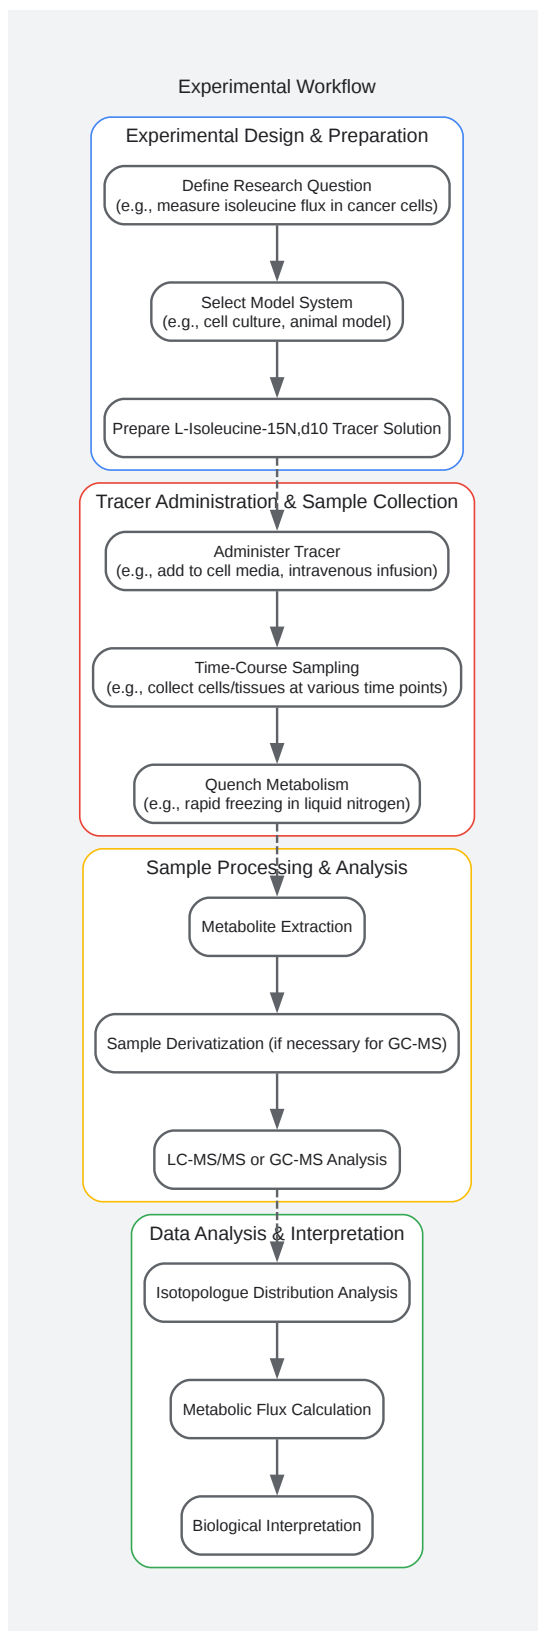 Experimental Workflow
Experimental Design & Preparation
Define Research Question
(e.g., measure isoleucine flux in cancer cells)
Select Model System
(e.g., cell culture, animal model)
Prepare L-Isoleucine-15N,d10 Tracer Solution
Tracer Administration & Sample Collection
Administer Tracer
(e.g., add to cell media, intravenous infusion)
Time-Course Sampling
(e.g., collect cells/tissues at various time points)
Quench Metabolism
(e.g., rapid freezing in liquid nitrogen)
Sample Processing & Analysis
Metabolite Extraction
Sample Derivatization (if necessary for GC-MS)
LC-MS/MS or GC-MS Analysis
Data Analysis & Interpretation
Isotopologue Distribution Analysis
Metabolic Flux Calculation
Biological Interpretation